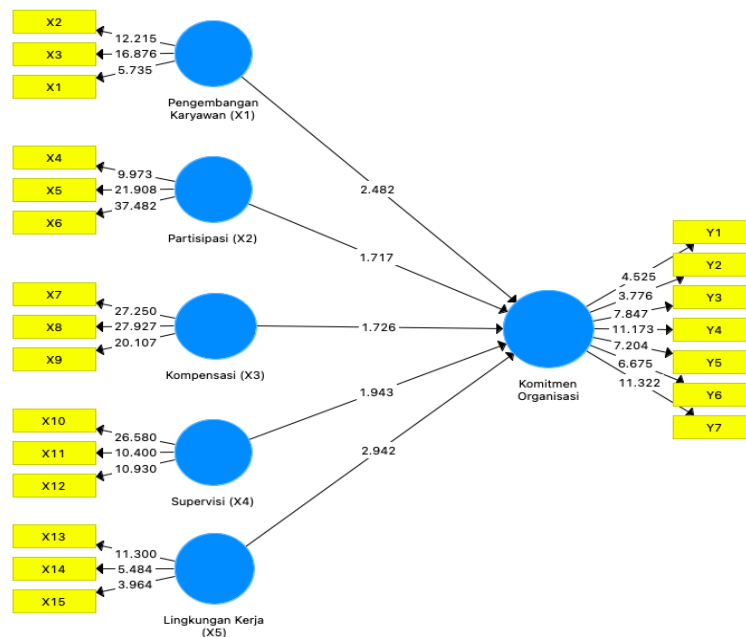 X2
12.215
X3
16.876
5.735
X1
Pengembangan
Karyawan (X1)
X4
9.973
X5
21.908
37.482
X6
Partisipasi (X2)
X7
27.250
X8
27.927
20.107
X9
Kompensasi (X3)
X10
26.580
X11
10.400
10.930
X12
Supervisi (X4)
X13
11.300
X14
5.484
3.964
X15
Lingkungan Kerja
(X5)
2.482
1.717
1.726
1.943
2.942
Komitmen
Organisasi
4.525
3.776
7.847
11.173
7.204
6.675
11.322
Y1
Y2
Y3
Y4
Y5
Y6
Y7